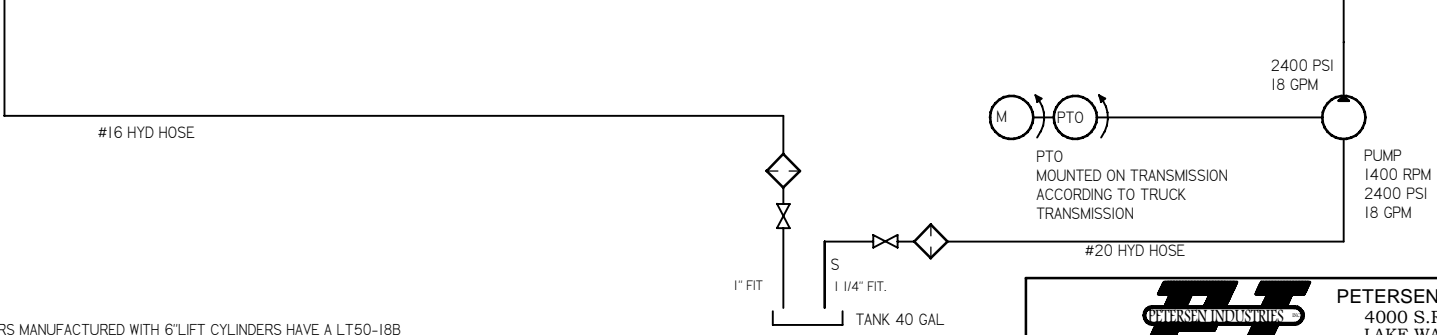 2400 PSI
18 GPM
#16 HYD HOSE
M
PTO
PTO
MOUNTED ON TRANSMISSION
ACCORDING TO TRUCK
TRANSMISSION
PUMP
1400 RPM
2400 PSI
18 GPM
#20 HYD HOSE
S
1" FIT
1 1/4" FIT.
TANK 40 GAL
RS MANUFACTURED WITH 6"LIFT CYLINDERS HAVE A LT50-18B
PETERSEN INDUSTRIES
PETERSEN
4000 S.R
LAKE WA